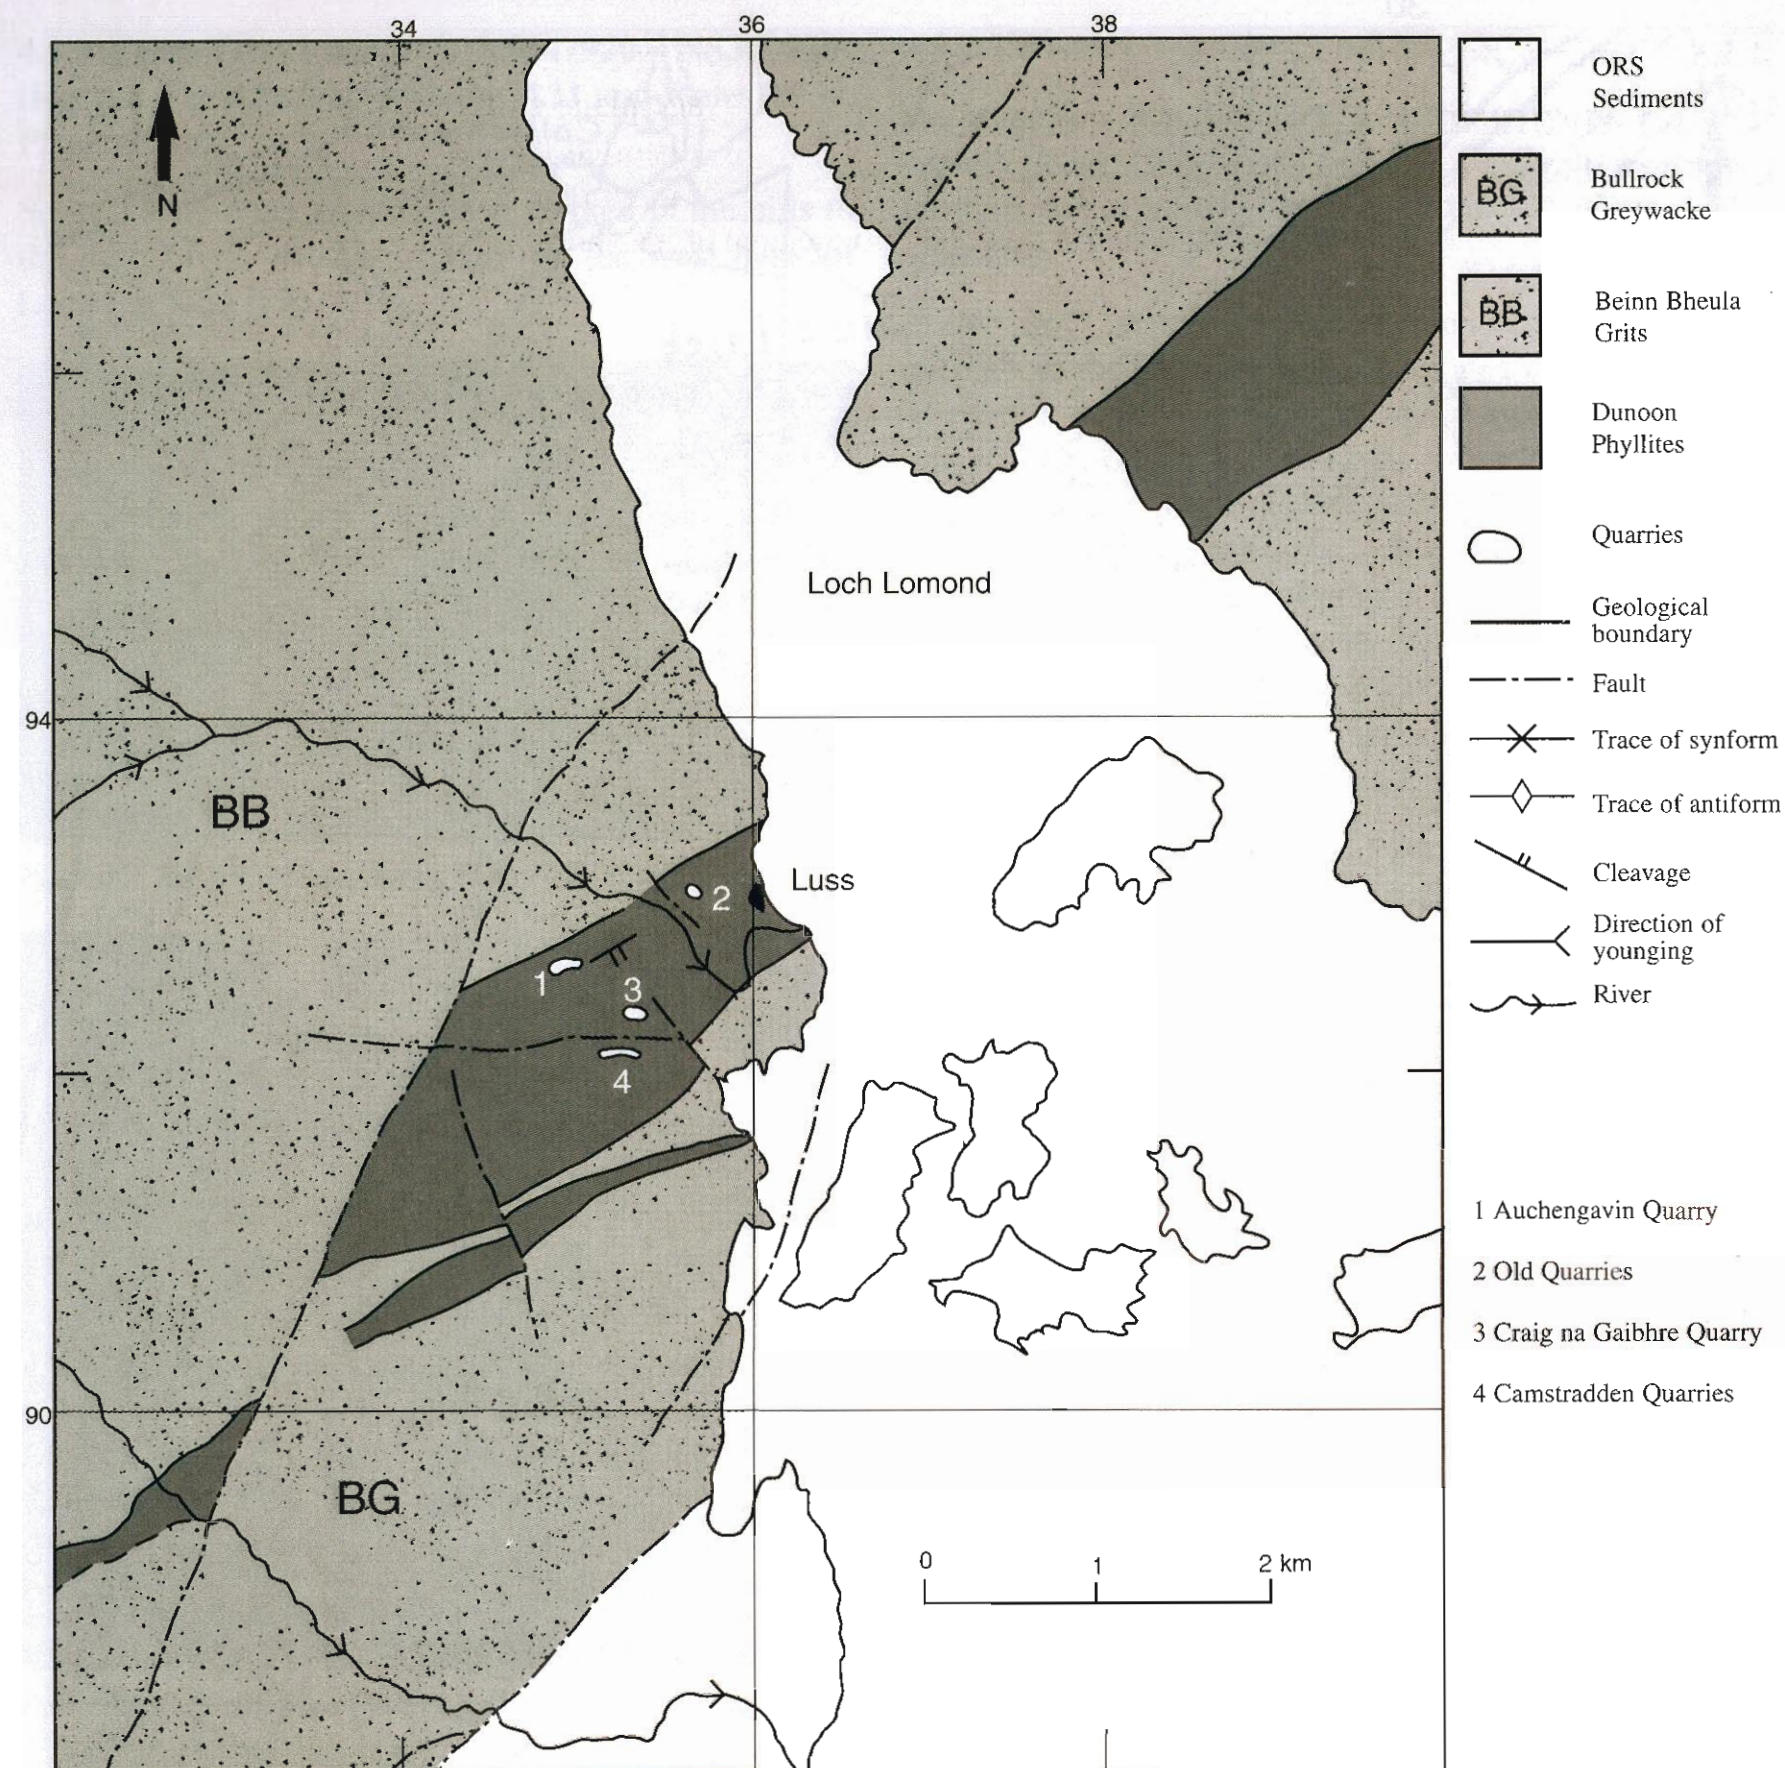 34
36
38
N
94
BB
Loch Lomond
Luss
1
2
3
4
90
BG
0
1
2 km
ORS
Sediments
BG
Bullrock
Greywacke
BB
Beinn Bheula
Grits
Dunoon
Phyllites
Quarries
Geological
boundary
Fault
Trace of synform
Trace of antiform
Cleavage
Direction of
younging
River
1 Auchengavin Quarry
2 Old Quarries
3 Craig na Gaibhre Quarry
4 Camstradden Quarries